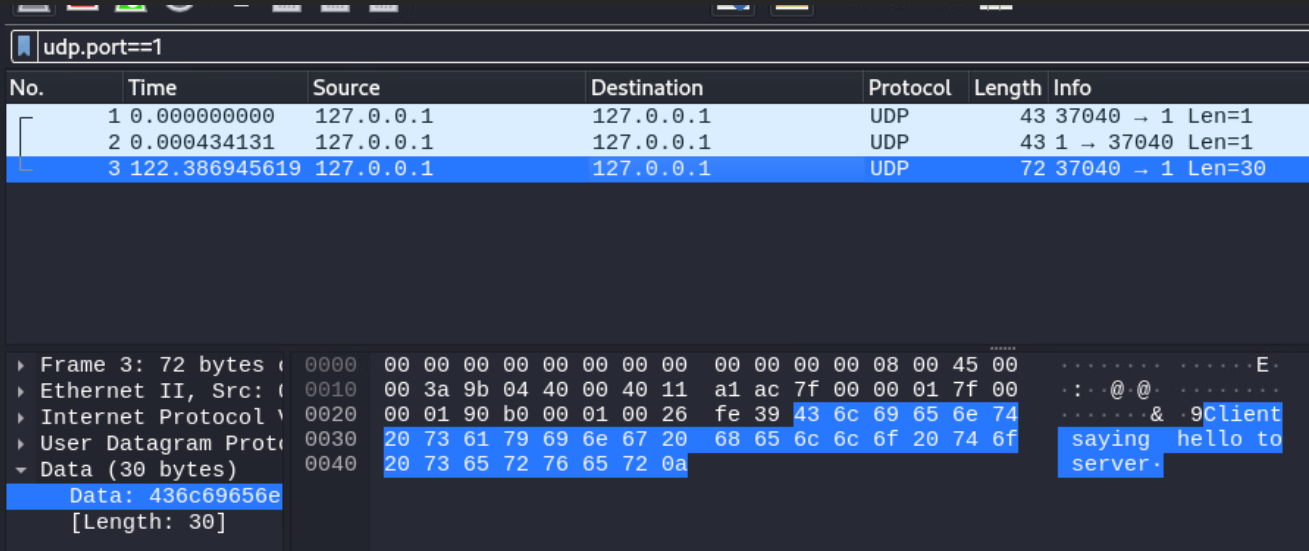 udp.port==1
No. Time Source Destination Protocol Length Info
1 0.000000000 127.0.0.1 127.0.0.1 UDP 43 37040 → 1 Len=1
2 0.000434131 127.0.0.1 127.0.0.1 UDP 43 1 → 37040 Len=1
3 122.386945619 127.0.0.1 127.0.0.1 UDP 72 37040 → 1 Len=30
Frame 3: 72 bytes
Ethernet II, Src:
Internet Protocol
User Datagram Proto
Data (30 bytes)
Data: 436c69656e
[Length: 30]
0000 00 00 00 00 00 00 00 00 00 00 00 00 08 00 45 00 ········ ······E·
0010 00 3a 9b 04 40 00 40 11 a1 ac 7f 00 00 01 7f 00 ·:··@·@· ········
0020 00 01 90 b0 00 01 00 26 fe 39 43 6c 69 65 6e 74 ·······& ·9Client
0030 20 73 61 79 69 6e 67 20 68 65 6c 6c 6f 20 74 6f saying hello to
0040 20 73 65 72 76 65 72 0a server·